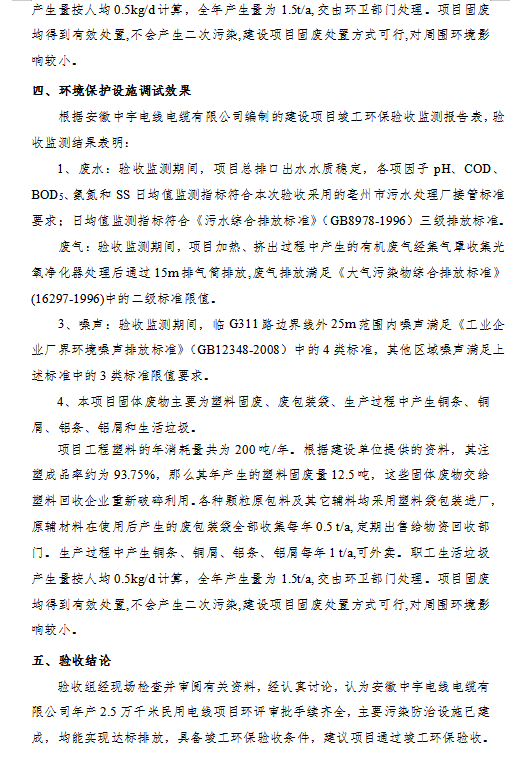 产生量按人均 0.5kg/d 计算，全年产生量为 1.5t/a, 交由环卫部门处理。项目固废
均得到有效处置,不会产生二次污染,建设项目固废处置方式可行,对周围环境影
响较小。
四、环境保护设施调试效果
根据安徽中宇电线电缆有限公司编制的建设项目竣工环保验收监测报告表，验
收监测结果表明：
1、废水：验收监测期间，项目总排口出水水质稳定，各项因子 pH、COD、
BOD₅、氨氮和 SS 日均值监测指标符合本次验收采用的亳州市污水处理厂接管标准
要求；日均值监测指标符合《污水综合排放标准》（GB8978-1996）三级排放标准。
废气：验收监测期间，项目加热、挤出过程中产生的有机废气经集气罩收集光
氧净化器处理后通过 15m 排气筒排放,废气排放满足《大气污染物综合排放标准》
(16297-1996)中的二级标准限值。
3、噪声：验收监测期间，临 G311 路边界线外 25m 范围内噪声满足《工业企
业厂界环境噪声排放标准》（GB12348-2008）中的 4 类标准，其他区域噪声满足上
述标准中的 3 类标准限值要求。
4、本项目固体废物主要为塑料固废、废包装袋、生产过程中产生铜条、铜
屑、铝条、铝屑和生活垃圾。
项目工程塑料的年消耗量共为 200 吨/年。根据建设单位提供的资料，其注
塑成品率约为 93.75%，那么其年产生的塑料固废量 12.5 吨，这些固体废物交给
塑料回收企业重新破碎利用。各种颗粒原包料及其它辅料均采用塑料袋包装进厂，
原辅材料在使用后产生的废包装袋全部收集每年 0.5 t/a, 定期出售给物资回收部
门。生产过程中产生铜条、铜屑、铝条、铝屑每年 1 t/a,可外卖。职工生活垃圾
产生量按人均 0.5kg/d 计算，全年产生量为 1.5t/a, 交由环卫部门处理。项目固废
均得到有效处置,不会产生二次污染,建设项目固废处置方式可行,对周围环境影
响较小。
五、验收结论
验收组经现场检查并审阅有关资料，经认真讨论，认为安徽中宇电线电缆有
限公司年产 2.5 万千米民用电线项目环评审批手续齐全，主要污染防治设施已建
成，均能实现达标排放，具备竣工环保验收条件，建议项目通过竣工环保验收。